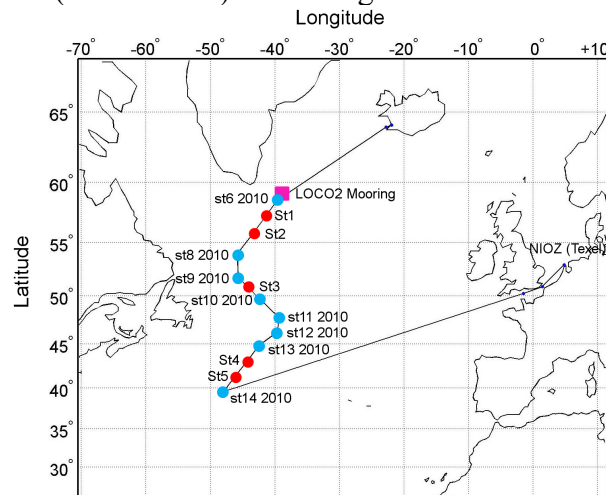 Longitude
-70° -60° -50° -40° -30° -20° -10° 0° +10°
65°
60°
st6 2010 LOCO2 Mooring
St1
St2
55°
st8 2010
NIOZ (Texel)
st9 2010
St3
50°
st10 2010
st11 2010
st12 2010
45°
st13 2010
St4
St5
40°
st14 2010
35°
30°
Latitude